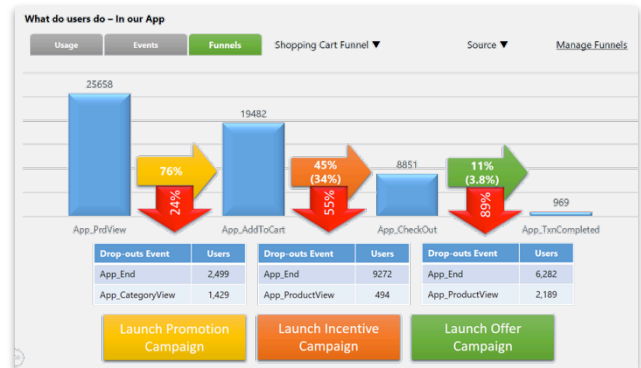 What do users do – In our App
Usage Events Funnels Shopping Cart Funnel ▼ Source ▼ Manage Funnels
25658
19482
8851
969
76%
24%
45%
(34%)
55%
11%
(3.8%)
89%
App_PrdView App_AddToCart App_CheckOut App_TxnCompleted
Drop-outs Event Users
App_End 2,499
App_CategoryView 1,429
Drop-outs Event Users
App_End 9272
App_ProductView 494
Drop-outs Event Users
App_End 6,282
App_ProductView 2,189
Launch Promotion
Campaign
Launch Incentive
Campaign
Launch Offer
Campaign